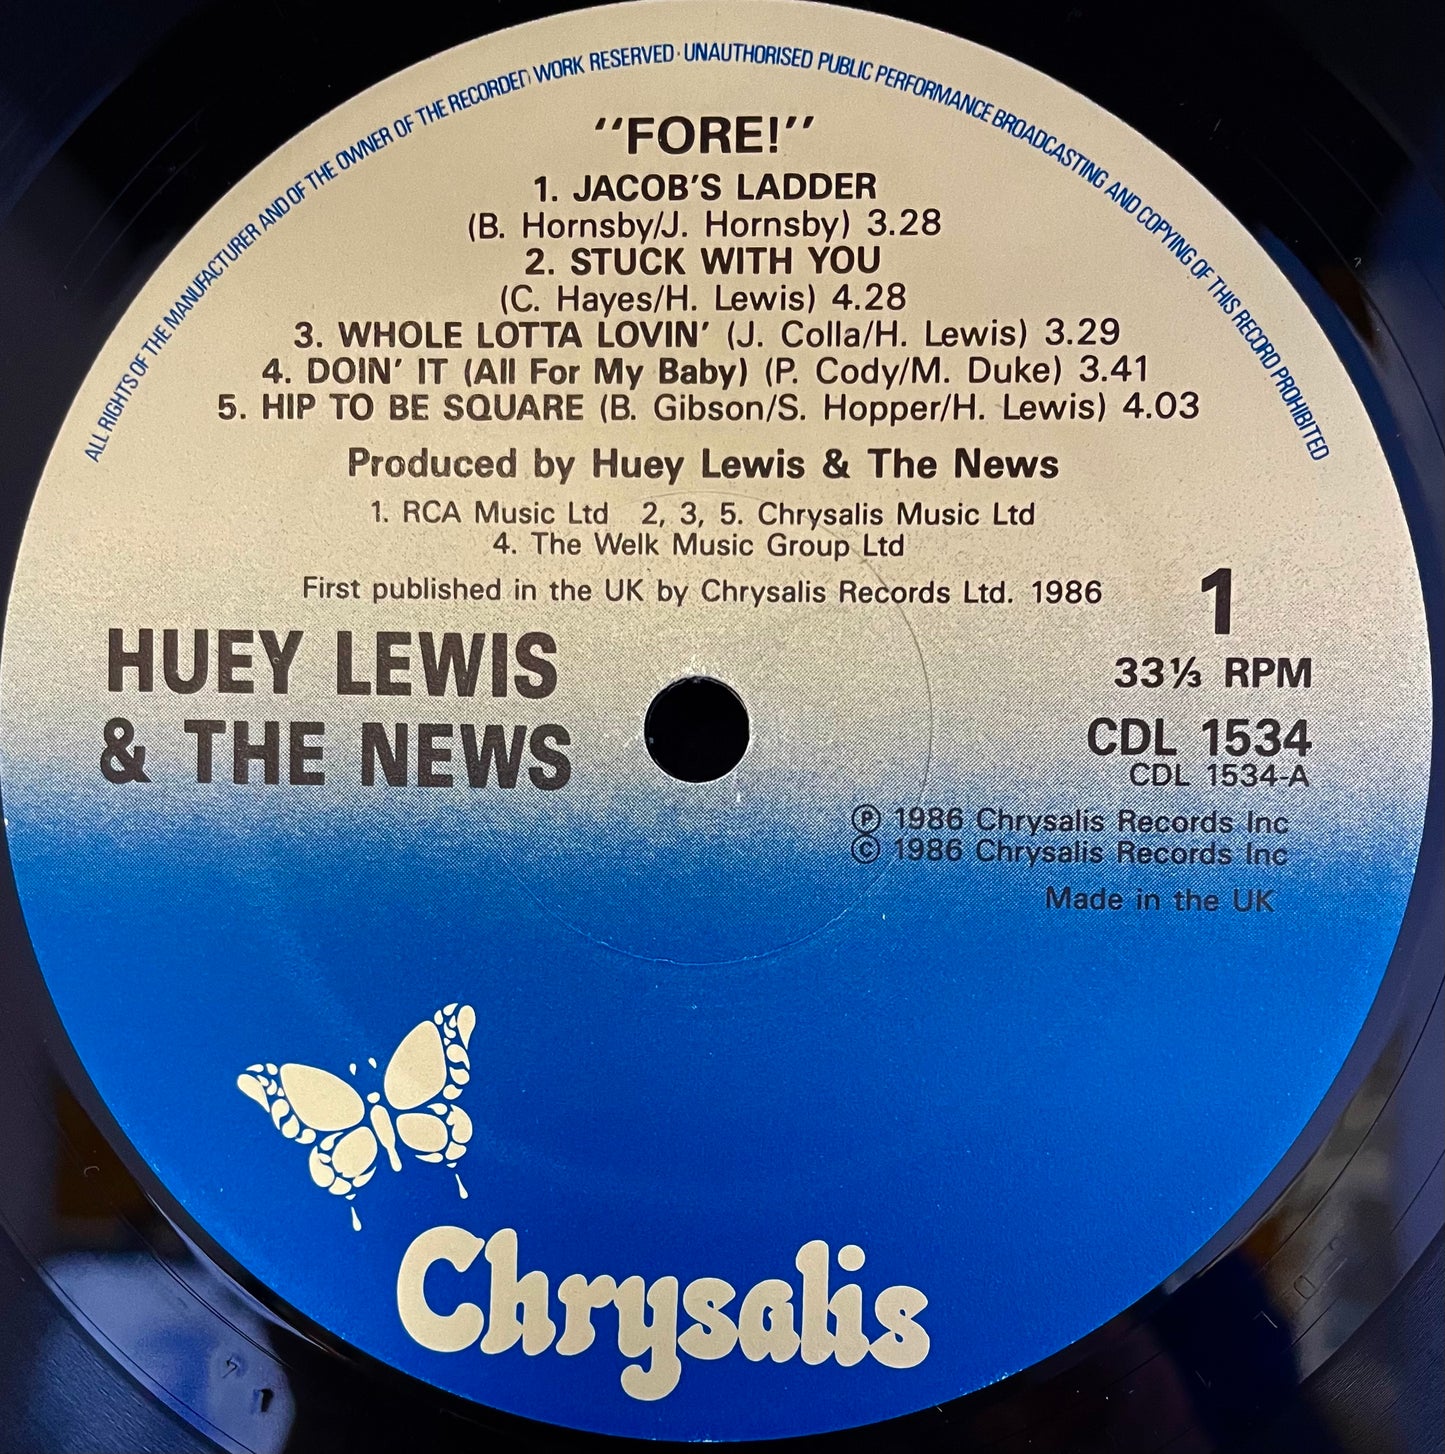 ALL RIGHTS OF THE MANUFACTURER AND OF THE OWNER OF THE RECORDED WORK RESERVED · UNAUTHORISED PUBLIC PERFORMANCE BROADCASTING AND COPYING OF THIS RECORD PROHIBITED
"FORE!"
1. JACOB'S LADDER
(B. Hornsby/J. Hornsby) 3.28
2. STUCK WITH YOU
(C. Hayes/H. Lewis) 4.28
3. WHOLE LOTTA LOVIN' (J. Colla/H. Lewis) 3.29
4. DOIN' IT (All For My Baby) (P. Cody/M. Duke) 3.41
5. HIP TO BE SQUARE (B. Gibson/S. Hopper/H. Lewis) 4.03
Produced by Huey Lewis & The News
1. RCA Music Ltd 2, 3, 5. Chrysalis Music Ltd
4. The Welk Music Group Ltd
First published in the UK by Chrysalis Records Ltd. 1986
HUEY LEWIS
& THE NEWS
1
33⅓ RPM
CDL 1534
CDL 1534-A
Ⓟ 1986 Chrysalis Records Inc
© 1986 Chrysalis Records Inc
Made in the UK
Chrysalis